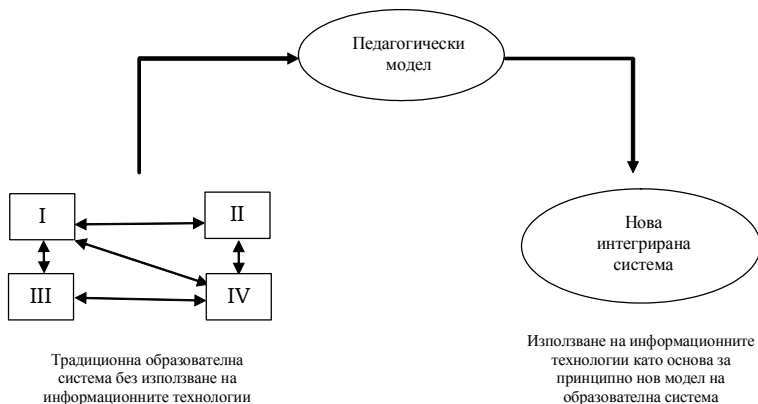 Педагогически
модел
I
II
III
IV
Нова
интегрирана
система
Традиционна образователна
система без използване на
информационните технологии
Използване на информационните
технологии като основа за
принципно нов модел на
образователна система